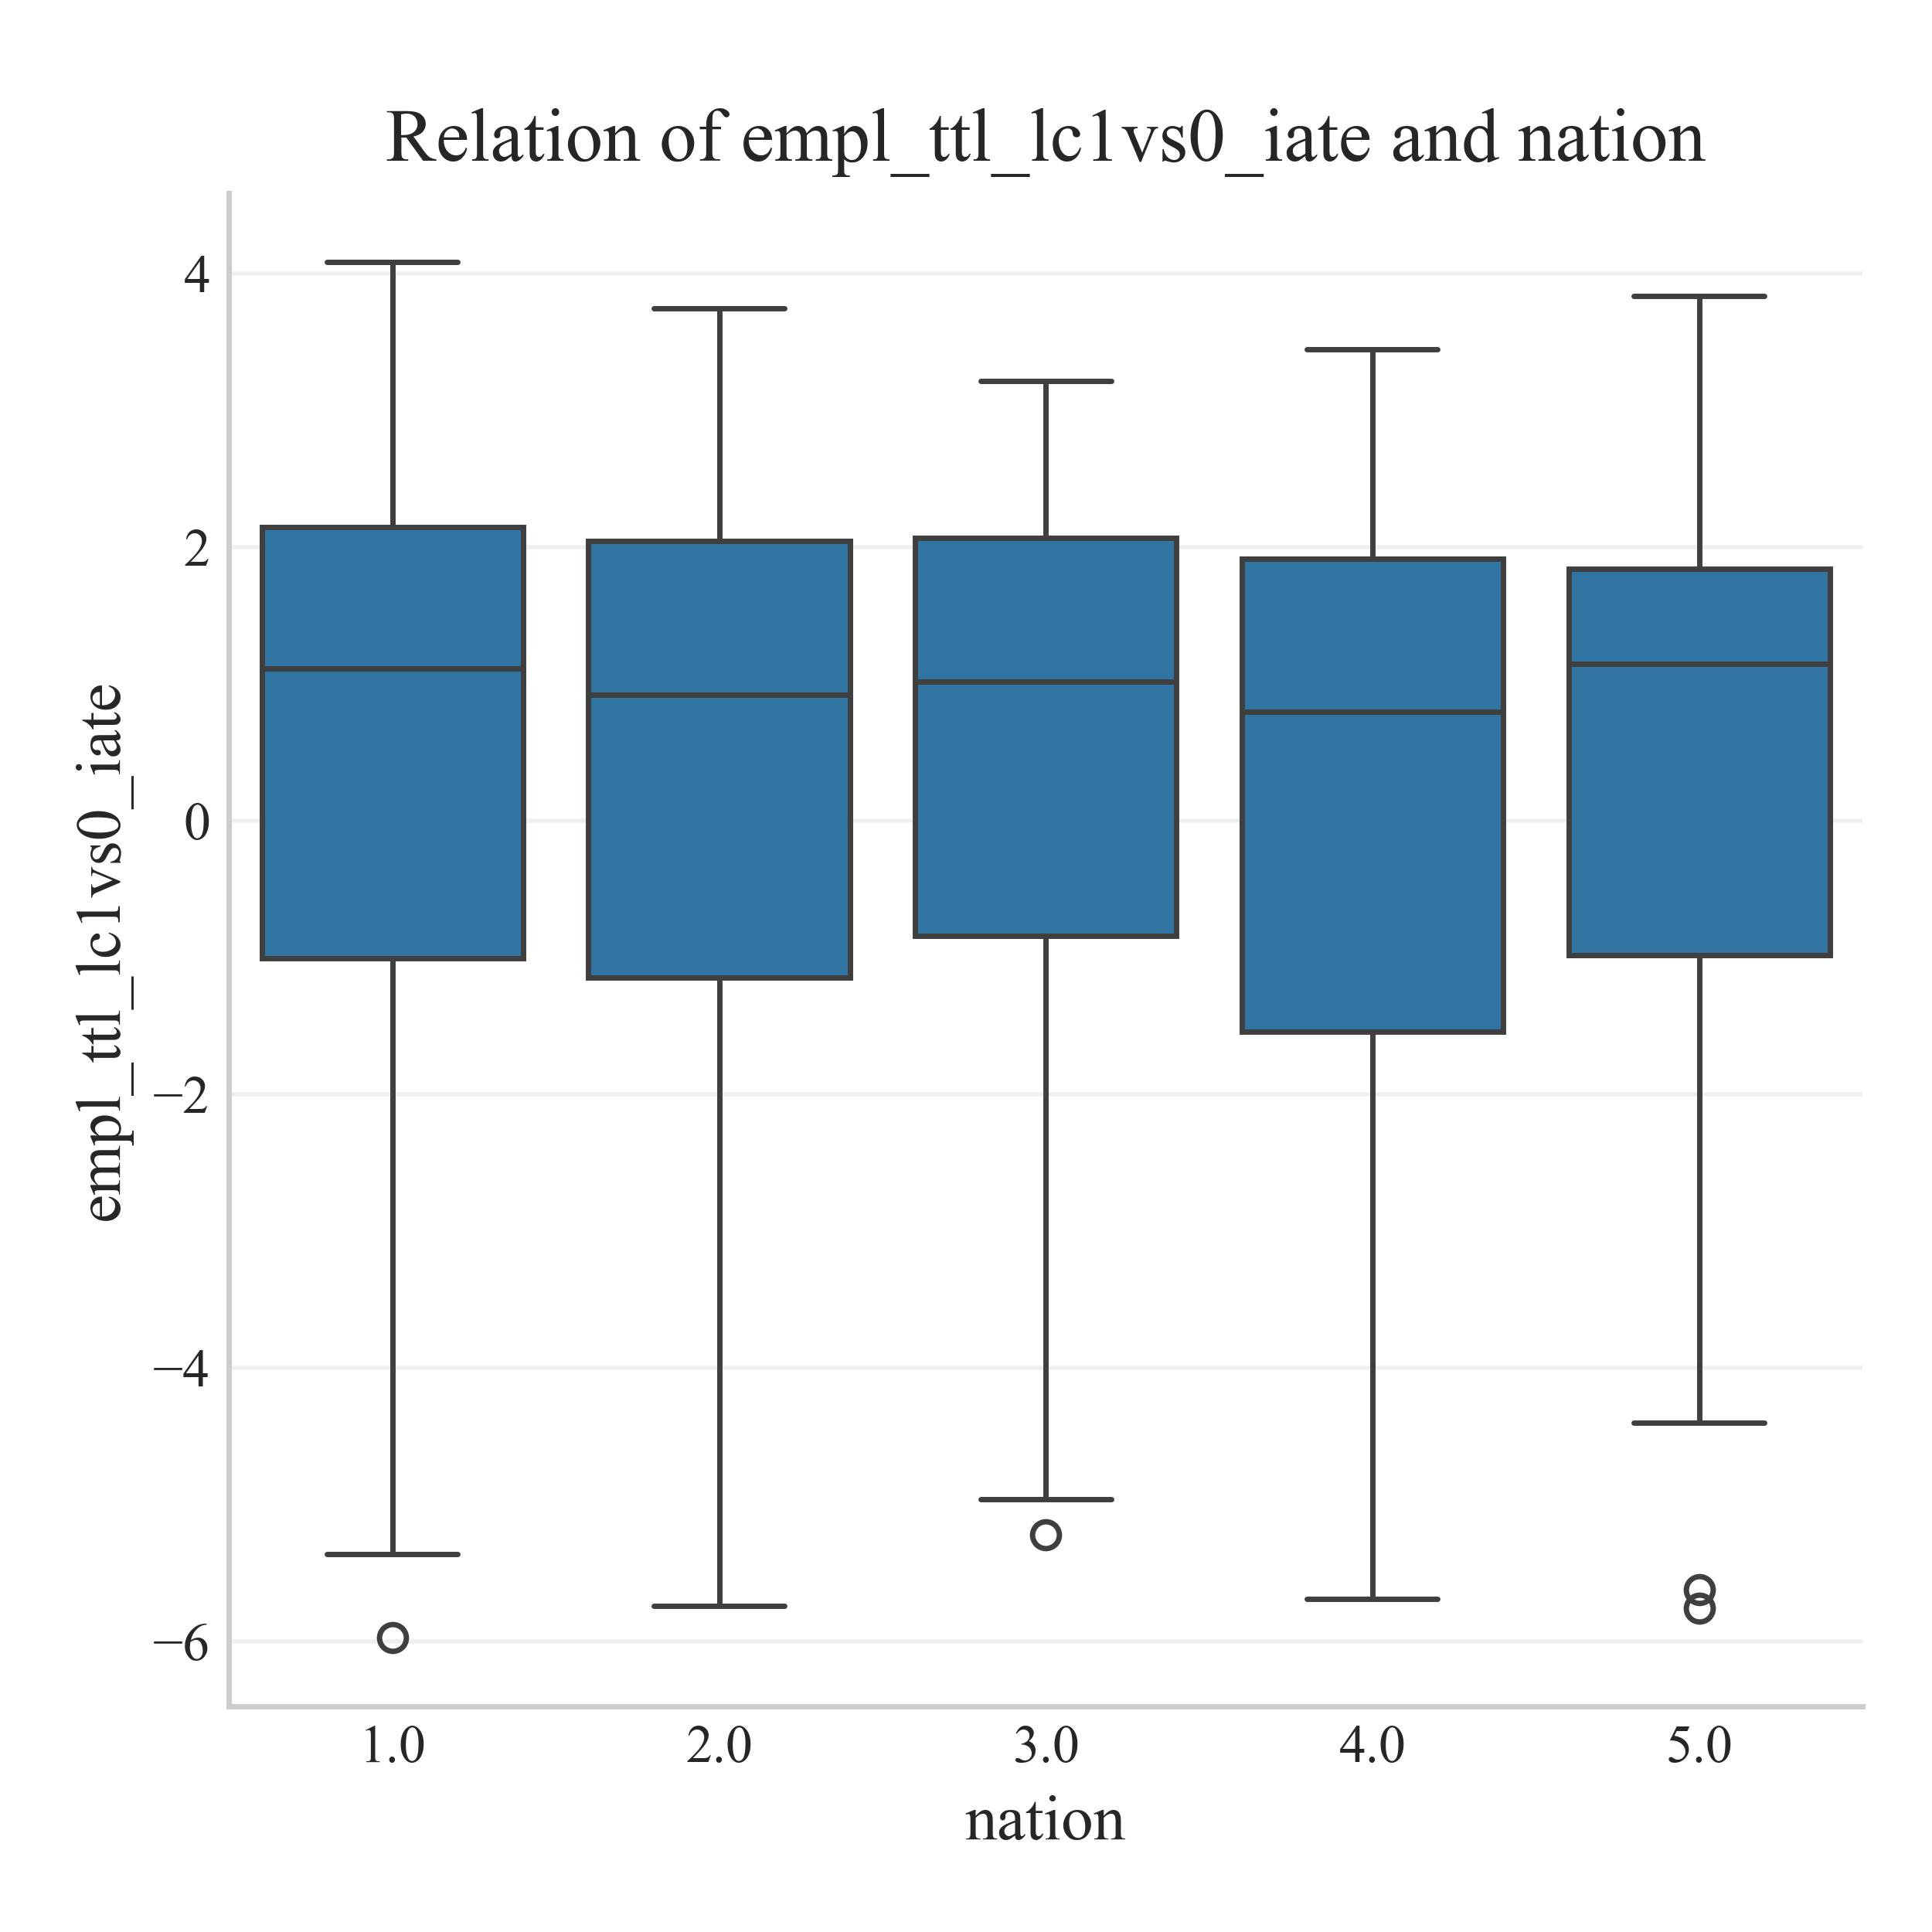 Relation of empl_ttl_lc1vs0_iate and nation
empl_ttl_lc1vs0_iate
4
2
0
−2
−4
−6
1.0 2.0 3.0 4.0 5.0
nation